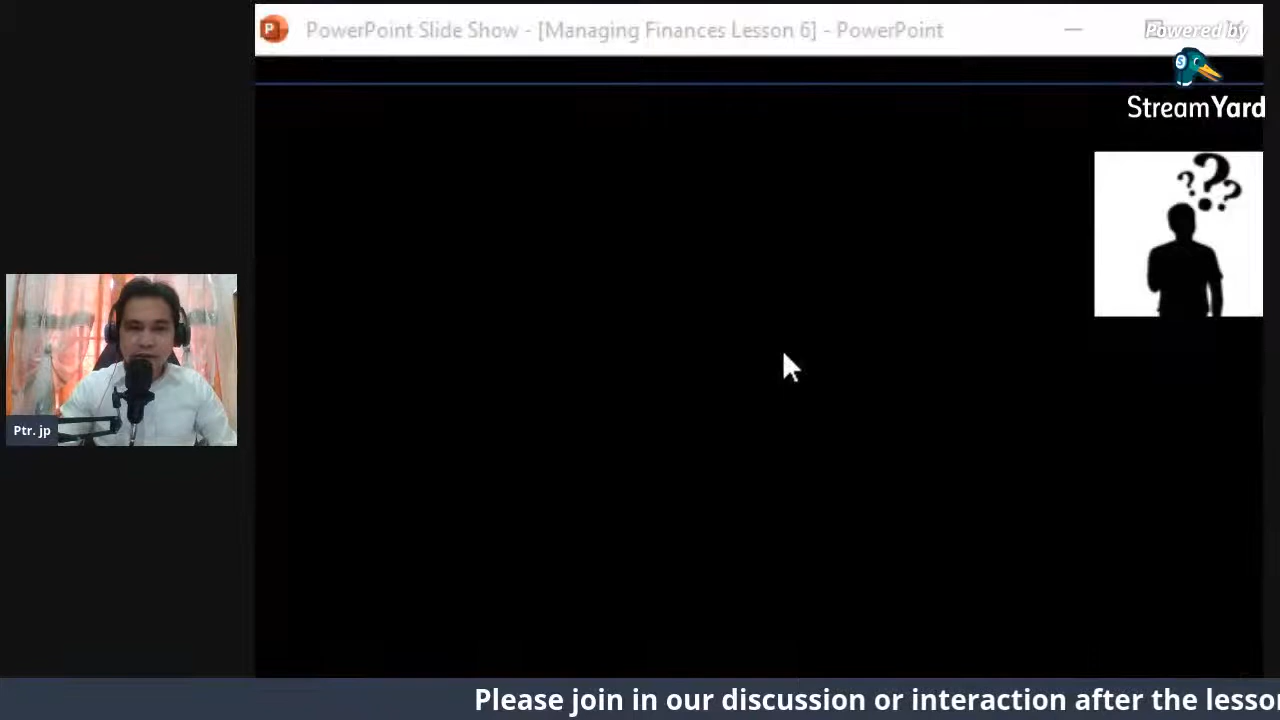 PowerPoint Slide Show - [Managing Finances Lesson 6] - PowerPoint
Powered by
S
StreamYard
? ? ?
Ptr. jp
Please join in our discussion or interaction after the lesso